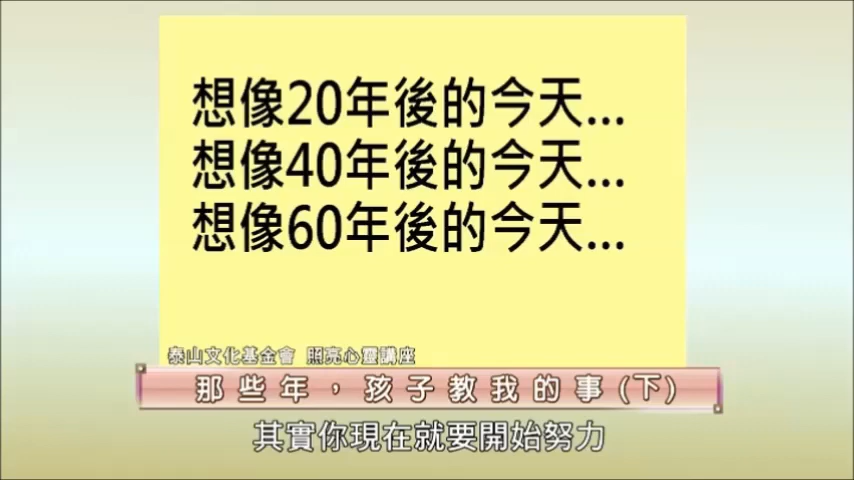 想像20年後的今天...
想像40年後的今天...
想像60年後的今天...
泰山文化基金會 照亮心靈講座
那些年，孩子教我的事(下)
其實你現在就要開始努力